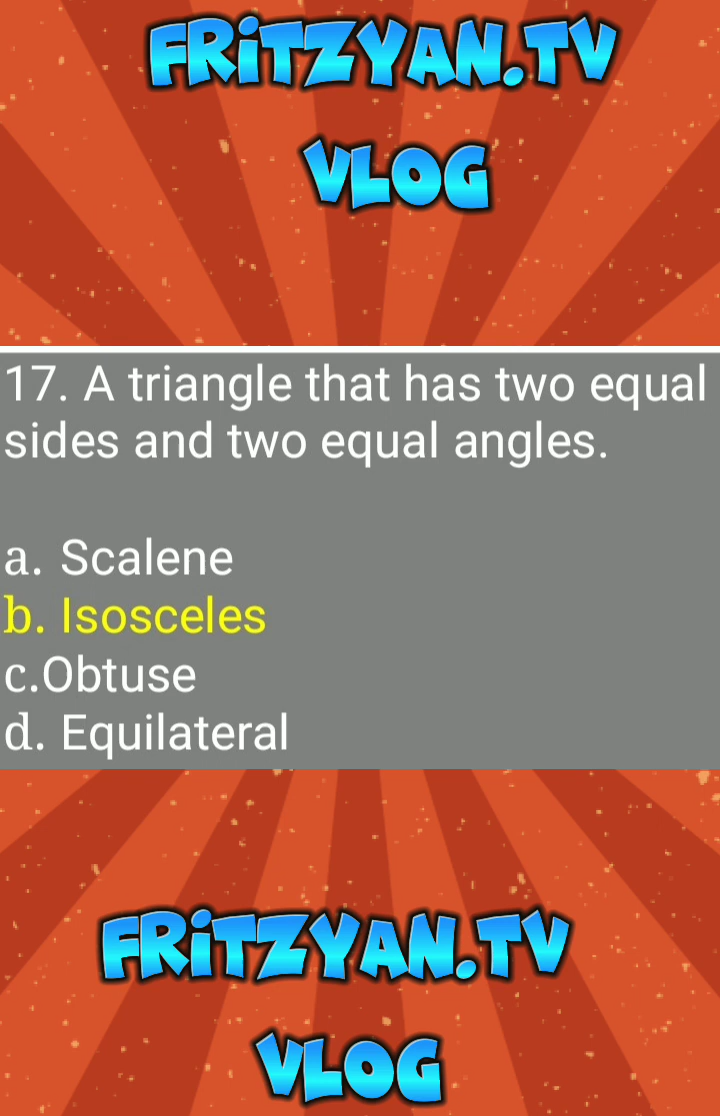 FRiTZYAN.TV
VLOG
17. A triangle that has two equal
sides and two equal angles.
a. Scalene
b. Isosceles
c.Obtuse
d. Equilateral
FRiTZYAN.TV
VLOG